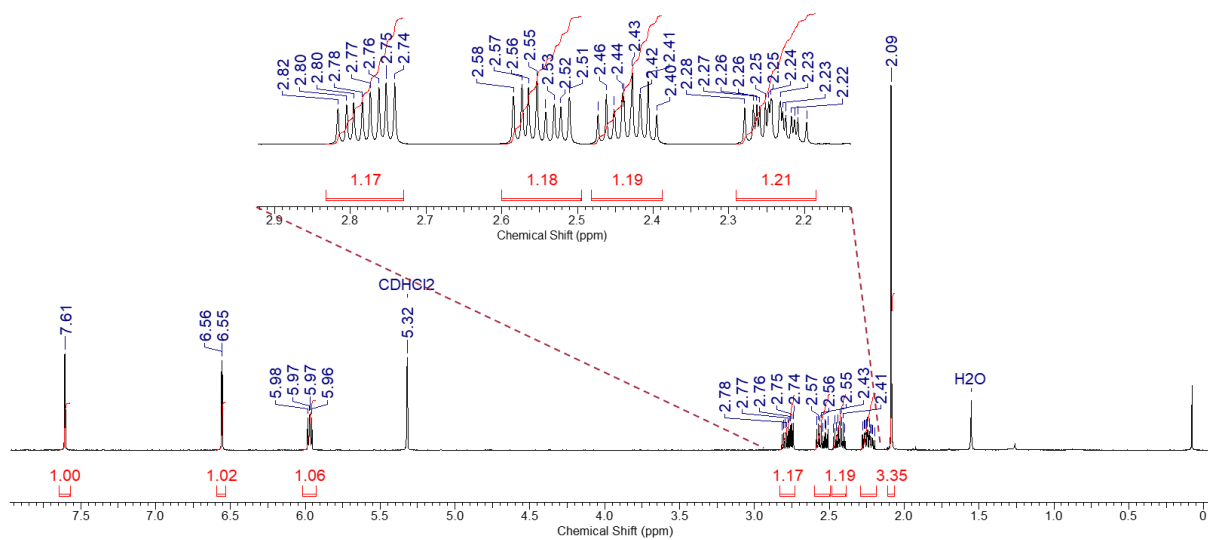 2.82 2.80 2.80 2.78 2.77 2.76 2.75 2.74 2.58 2.57 2.56 2.55 2.53 2.52 2.51 2.46 2.44 2.43 2.42 2.41 2.40 2.28 2.27 2.26 2.26 2.25 2.25 2.24 2.23 2.23 2.22 2.09
1.17 1.18 1.19 1.21
2.9 2.8 2.7 2.6 2.5 2.4 2.3 2.2
Chemical Shift (ppm)
CDHCl2
7.61 6.56 6.55 5.98 5.97 5.97 5.96 5.32 2.78 2.77 2.76 2.75 2.74 2.57 2.56 2.55 2.43 2.41 H2O
1.00 1.02 1.06 1.17 1.19 3.35
7.5 7.0 6.5 6.0 5.5 5.0 4.5 4.0 3.5 3.0 2.5 2.0 1.5 1.0 0.5 0
Chemical Shift (ppm)